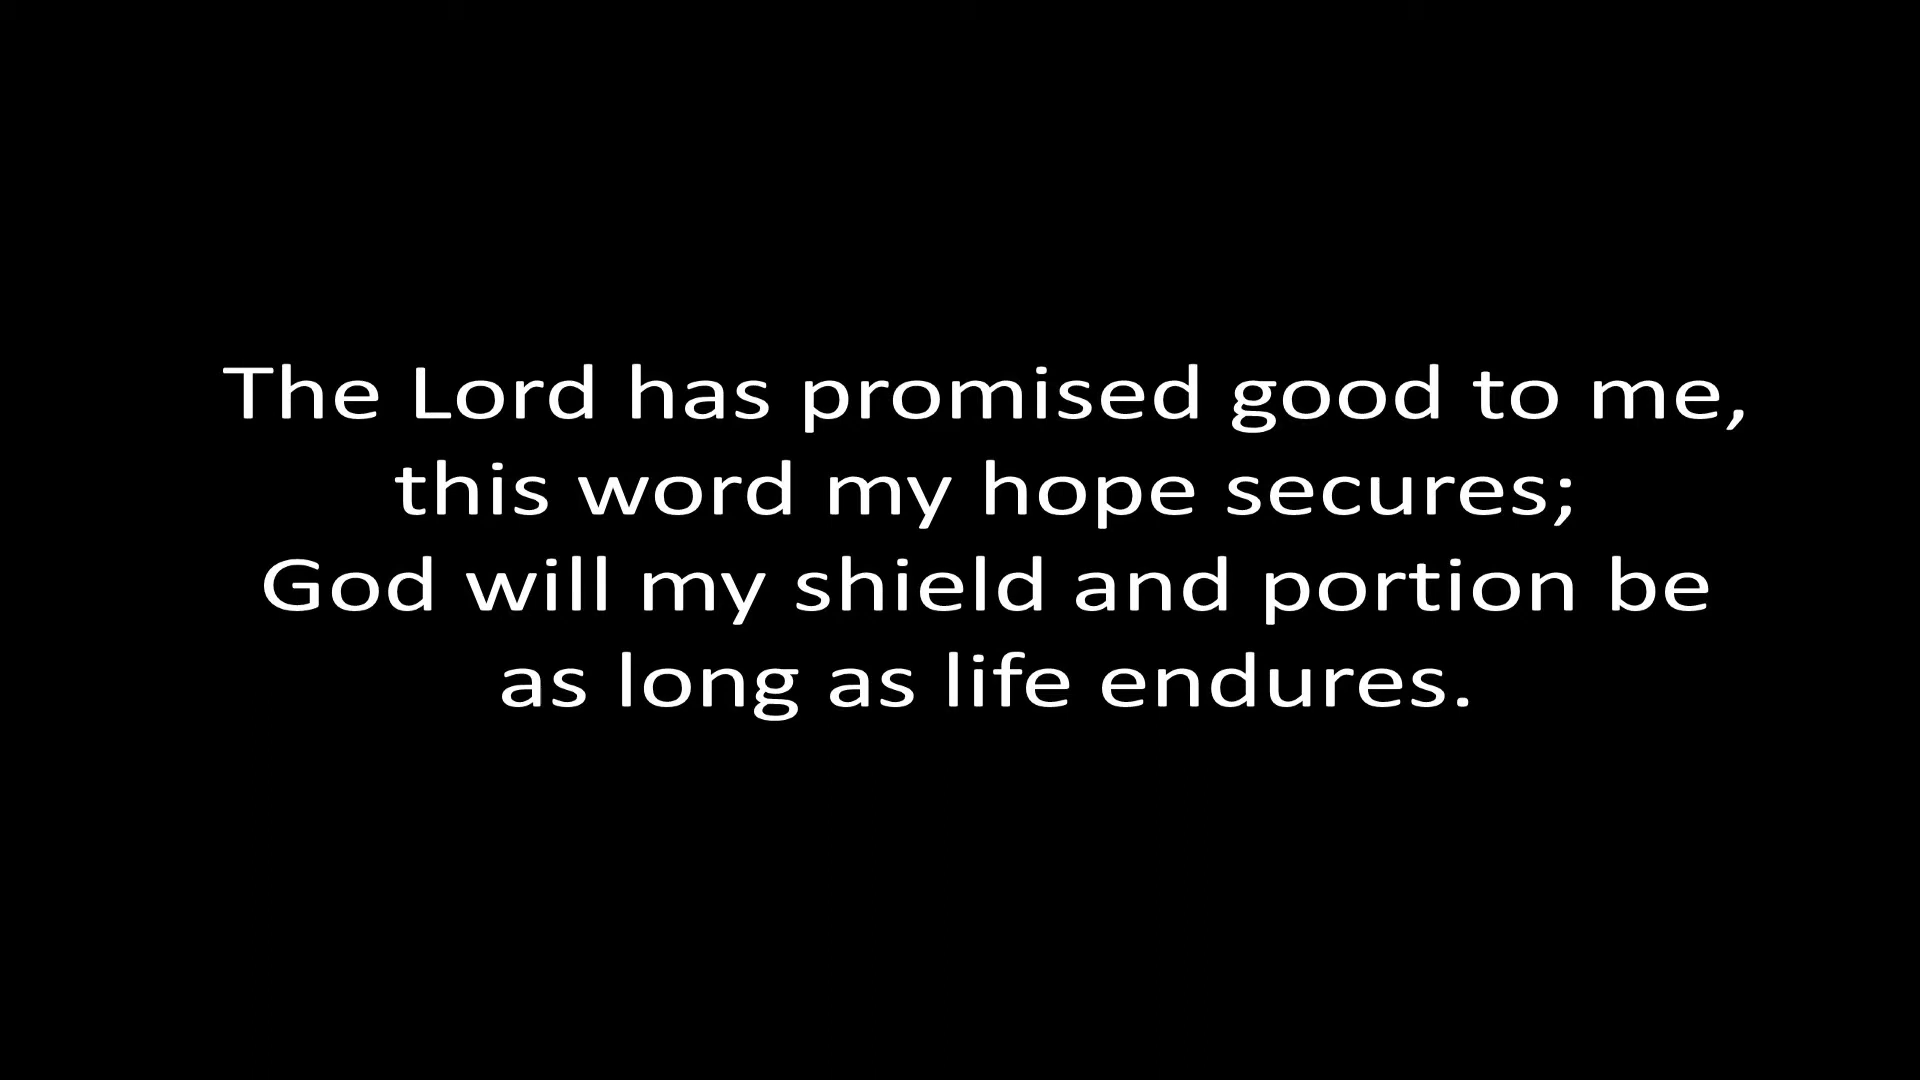 The Lord has promised good to me,
this word my hope secures;
God will my shield and portion be
as long as life endures.